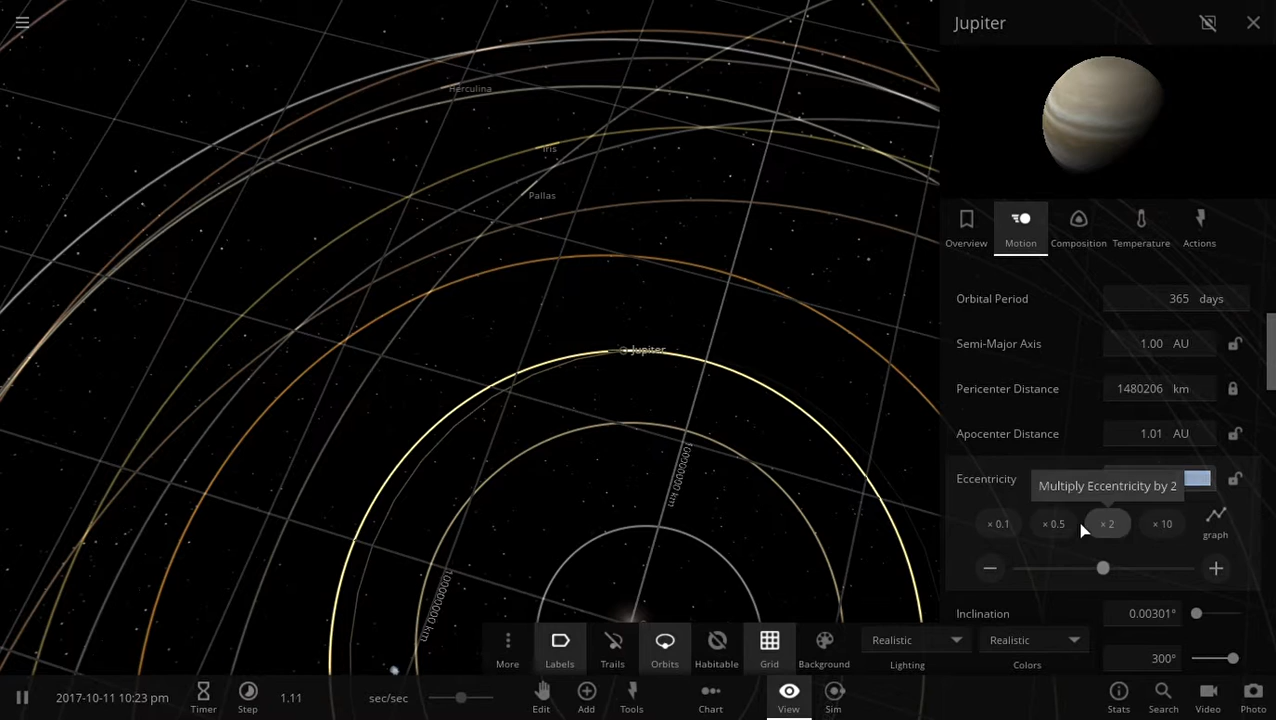 Jupiter
Herculina
Iris
Pallas
Jupiter
Overview
Motion
Composition
Temperature
Actions
Orbital Period 365 days
Semi-Major Axis 1.00 AU
Pericenter Distance 1480206 km
Apocenter Distance 1.01 AU
Eccentricity
Multiply Eccentricity by 2
× 0.1
× 0.5
× 2
× 10
graph
Inclination 0.00301°
300°
More
Labels
Trails
Orbits
Habitable
Grid
Background
Realistic
Lighting
Realistic
Colors
2017-10-11 10:23 pm
Timer
Step
1.11 sec/sec
Edit
Add
Tools
Chart
View
Sim
Stats
Search
Video
Photo